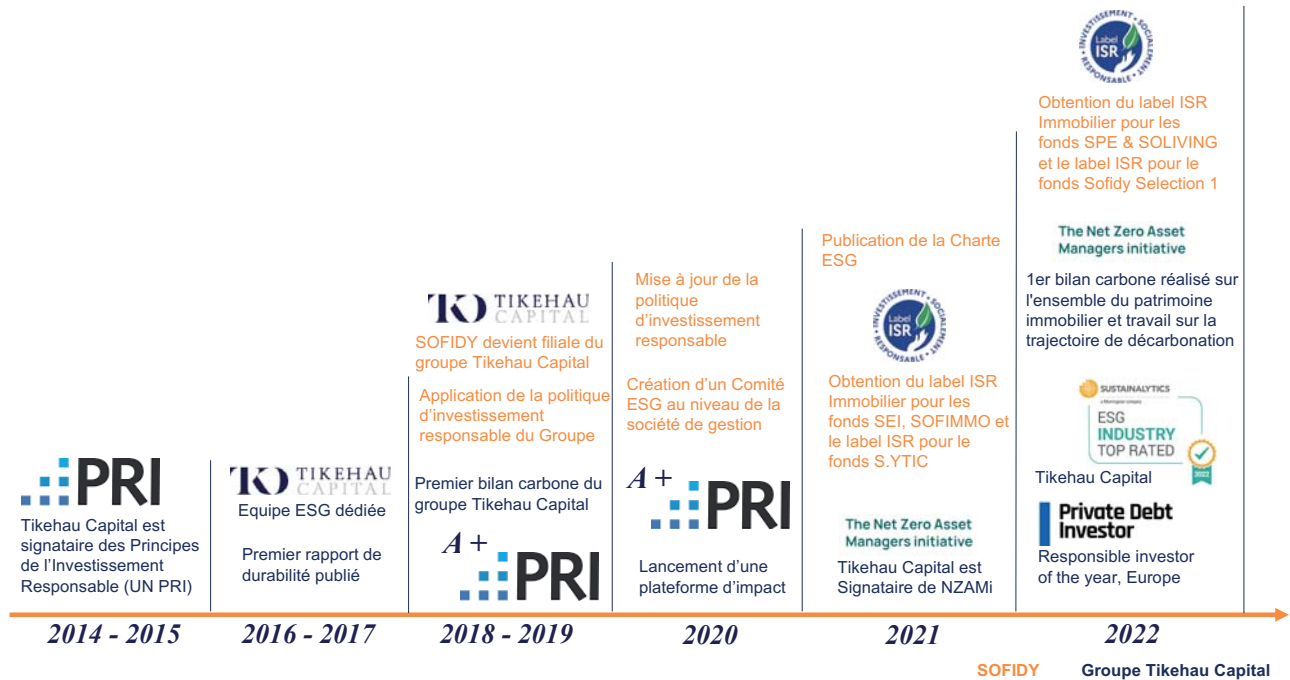 PRI
Tikehau Capital est
signataire des Principes
de l'Investissement
Responsable (UN PRI)
2014 - 2015
TIKEHAU
CAPITAL
Equipe ESG dédiée
Premier rapport de
durabilité publié
2016 - 2017
TIKEHAU
CAPITAL
SOFIDY devient filiale du
groupe Tikehau Capital
Application de la politique
d'investissement
responsable du Groupe
Premier bilan carbone du
groupe Tikehau Capital
A+
PRI
2018 - 2019
Mise à jour de la
politique
d'investissement
responsable
Création d'un Comité
ESG au niveau de la
société de gestion
A+
PRI
Lancement d'une
plateforme d'impact
2020
Publication de la Charte
ESG
INVESTISSEMENT SOCIALEMENT RESPONSABLE
Label
ISR
Obtention du label ISR
Immobilier pour les
fonds SEI, SOFIMMO et
le label ISR pour le
fonds S.YTIC
The Net Zero Asset
Managers initiative
Tikehau Capital est
Signataire de NZAMi
2021
INVESTISSEMENT SOCIALEMENT RESPONSABLE
Label
ISR
Obtention du label ISR
Immobilier pour les
fonds SPE & SOLIVING
et le label ISR pour le
fonds Sofidy Selection 1
The Net Zero Asset
Managers initiative
1er bilan carbone réalisé sur
l'ensemble du patrimoine
immobilier et travail sur la
trajectoire de décarbonation
SUSTAINALYTICS
a Morningstar company
ESG
INDUSTRY
TOP RATED
2022
Tikehau Capital
Private Debt
Investor
Responsible investor
of the year, Europe
2022
SOFIDY
Groupe Tikehau Capital